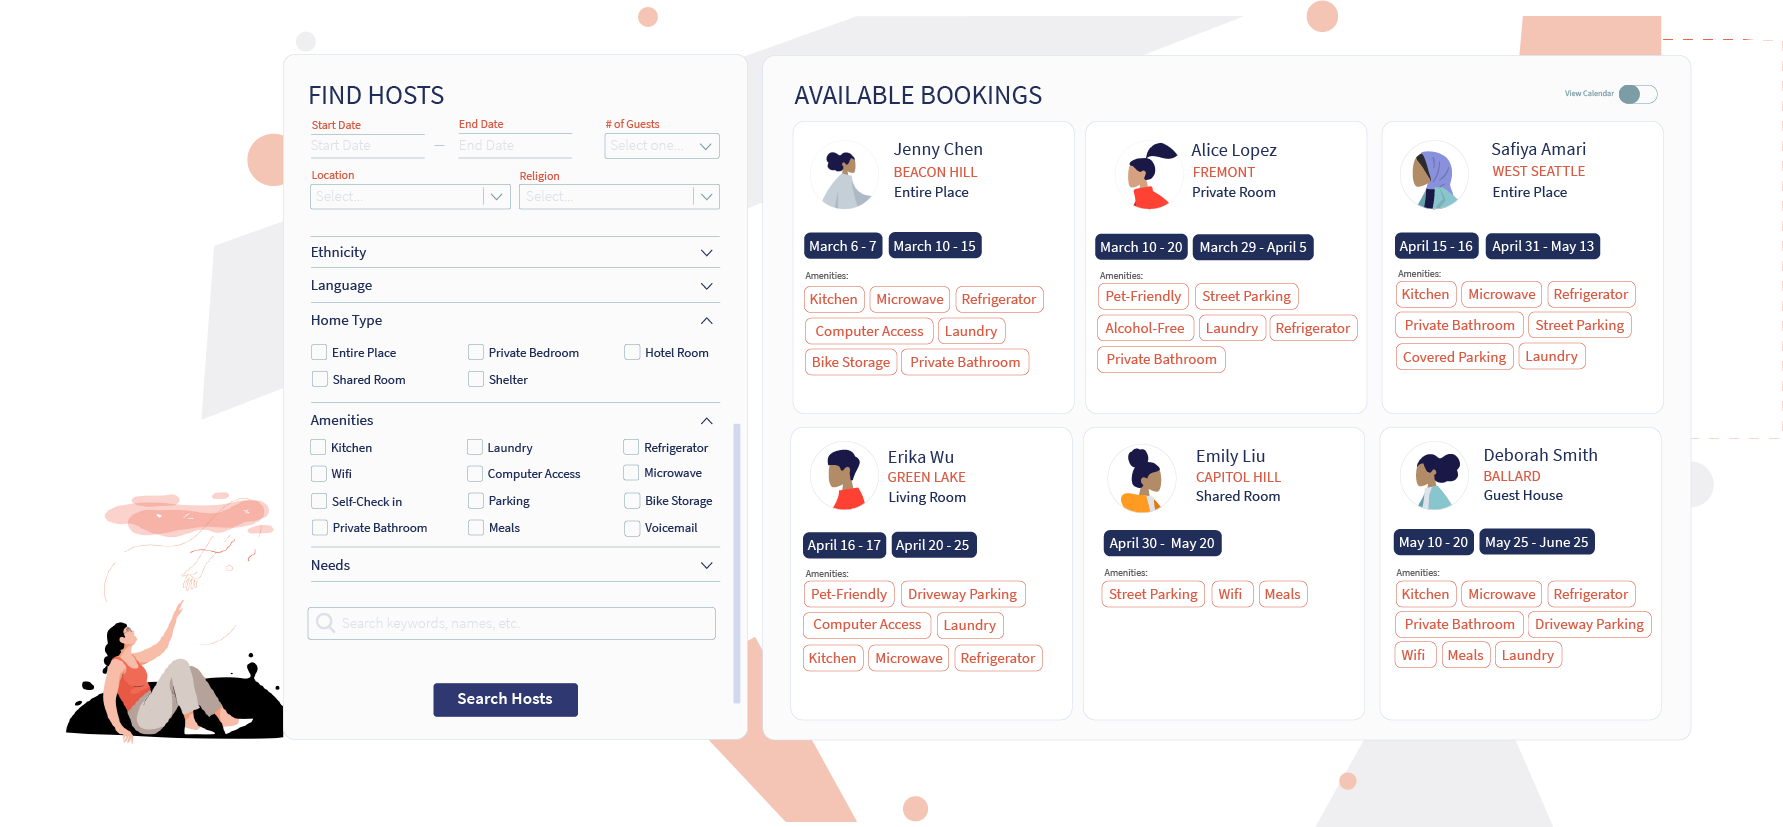 FIND HOSTS
Start Date
End Date
# of Guests
Start Date
—
End Date
Select one...
Location
Religion
Select...
Select...
Ethnicity
Language
Home Type
Entire Place
Private Bedroom
Hotel Room
Shared Room
Shelter
Amenities
Kitchen
Laundry
Refrigerator
Wifi
Computer Access
Microwave
Self-Check in
Parking
Bike Storage
Private Bathroom
Meals
Voicemail
Needs
Search keywords, names, etc.
Search Hosts
AVAILABLE BOOKINGS
View Calendar
Jenny Chen
BEACON HILL
Entire Place
March 6 - 7
March 10 - 15
Amenities:
Kitchen
Microwave
Refrigerator
Computer Access
Laundry
Bike Storage
Private Bathroom
Alice Lopez
FREMONT
Private Room
March 10 - 20
March 29 - April 5
Amenities:
Pet-Friendly
Street Parking
Alcohol-Free
Laundry
Refrigerator
Private Bathroom
Safiya Amari
WEST SEATTLE
Entire Place
April 15 - 16
April 31 - May 13
Amenities:
Kitchen
Microwave
Refrigerator
Private Bathroom
Street Parking
Covered Parking
Laundry
Erika Wu
GREEN LAKE
Living Room
April 16 - 17
April 20 - 25
Amenities:
Pet-Friendly
Driveway Parking
Computer Access
Laundry
Kitchen
Microwave
Refrigerator
Emily Liu
CAPITOL HILL
Shared Room
April 30 - May 20
Amenities:
Street Parking
Wifi
Meals
Deborah Smith
BALLARD
Guest House
May 10 - 20
May 25 - June 25
Amenities:
Kitchen
Microwave
Refrigerator
Private Bathroom
Driveway Parking
Wifi
Meals
Laundry